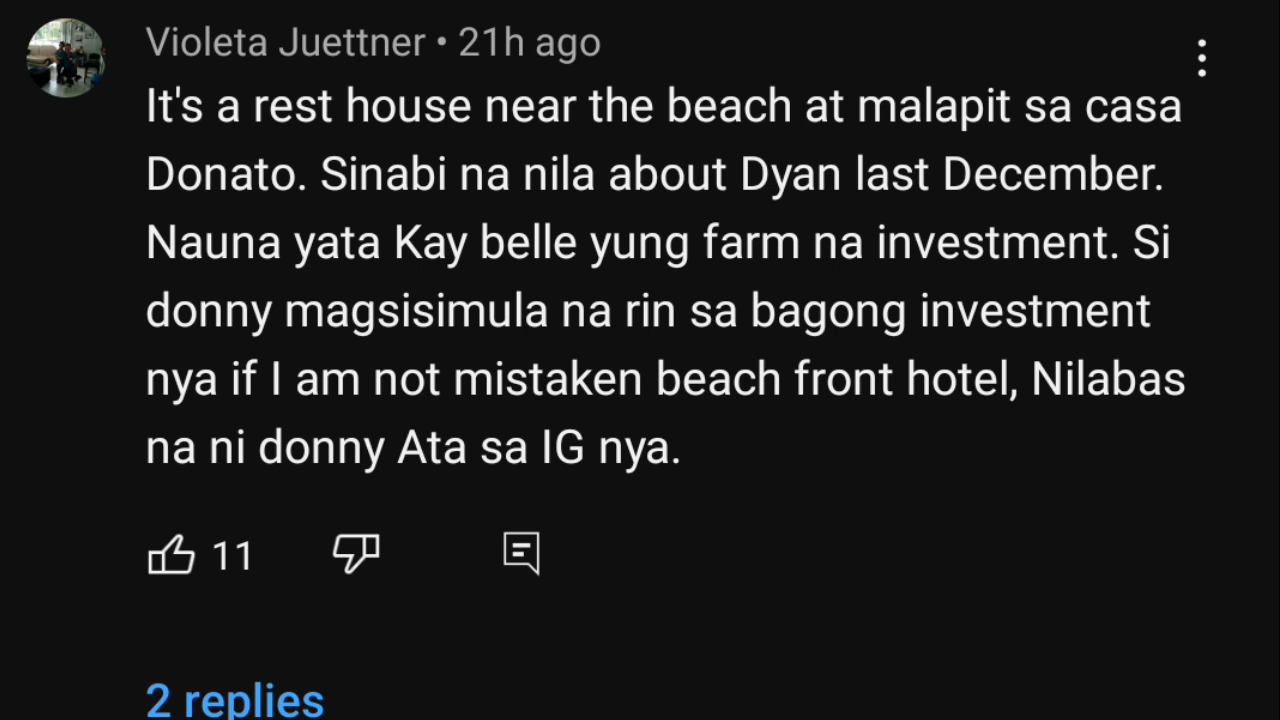 Violeta Juettner • 21h ago
It's a rest house near the beach at malapit sa casa
Donato. Sinabi na nila about Dyan last December.
Nauna yata Kay belle yung farm na investment. Si
donny magsisimula na rin sa bagong investment
nya if I am not mistaken beach front hotel, Nilabas
na ni donny Ata sa IG nya.
11
2 replies